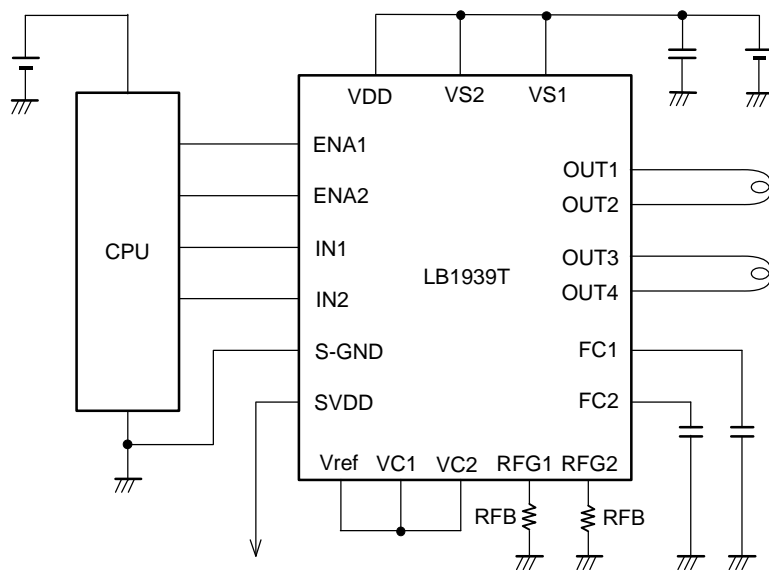 VDD VS2 VS1
ENA1
ENA2
IN1
IN2
S-GND
SVDD
CPU
LB1939T
OUT1
OUT2
OUT3
OUT4
FC1
FC2
Vref VC1 VC2 RFG1 RFG2
RFB RFB